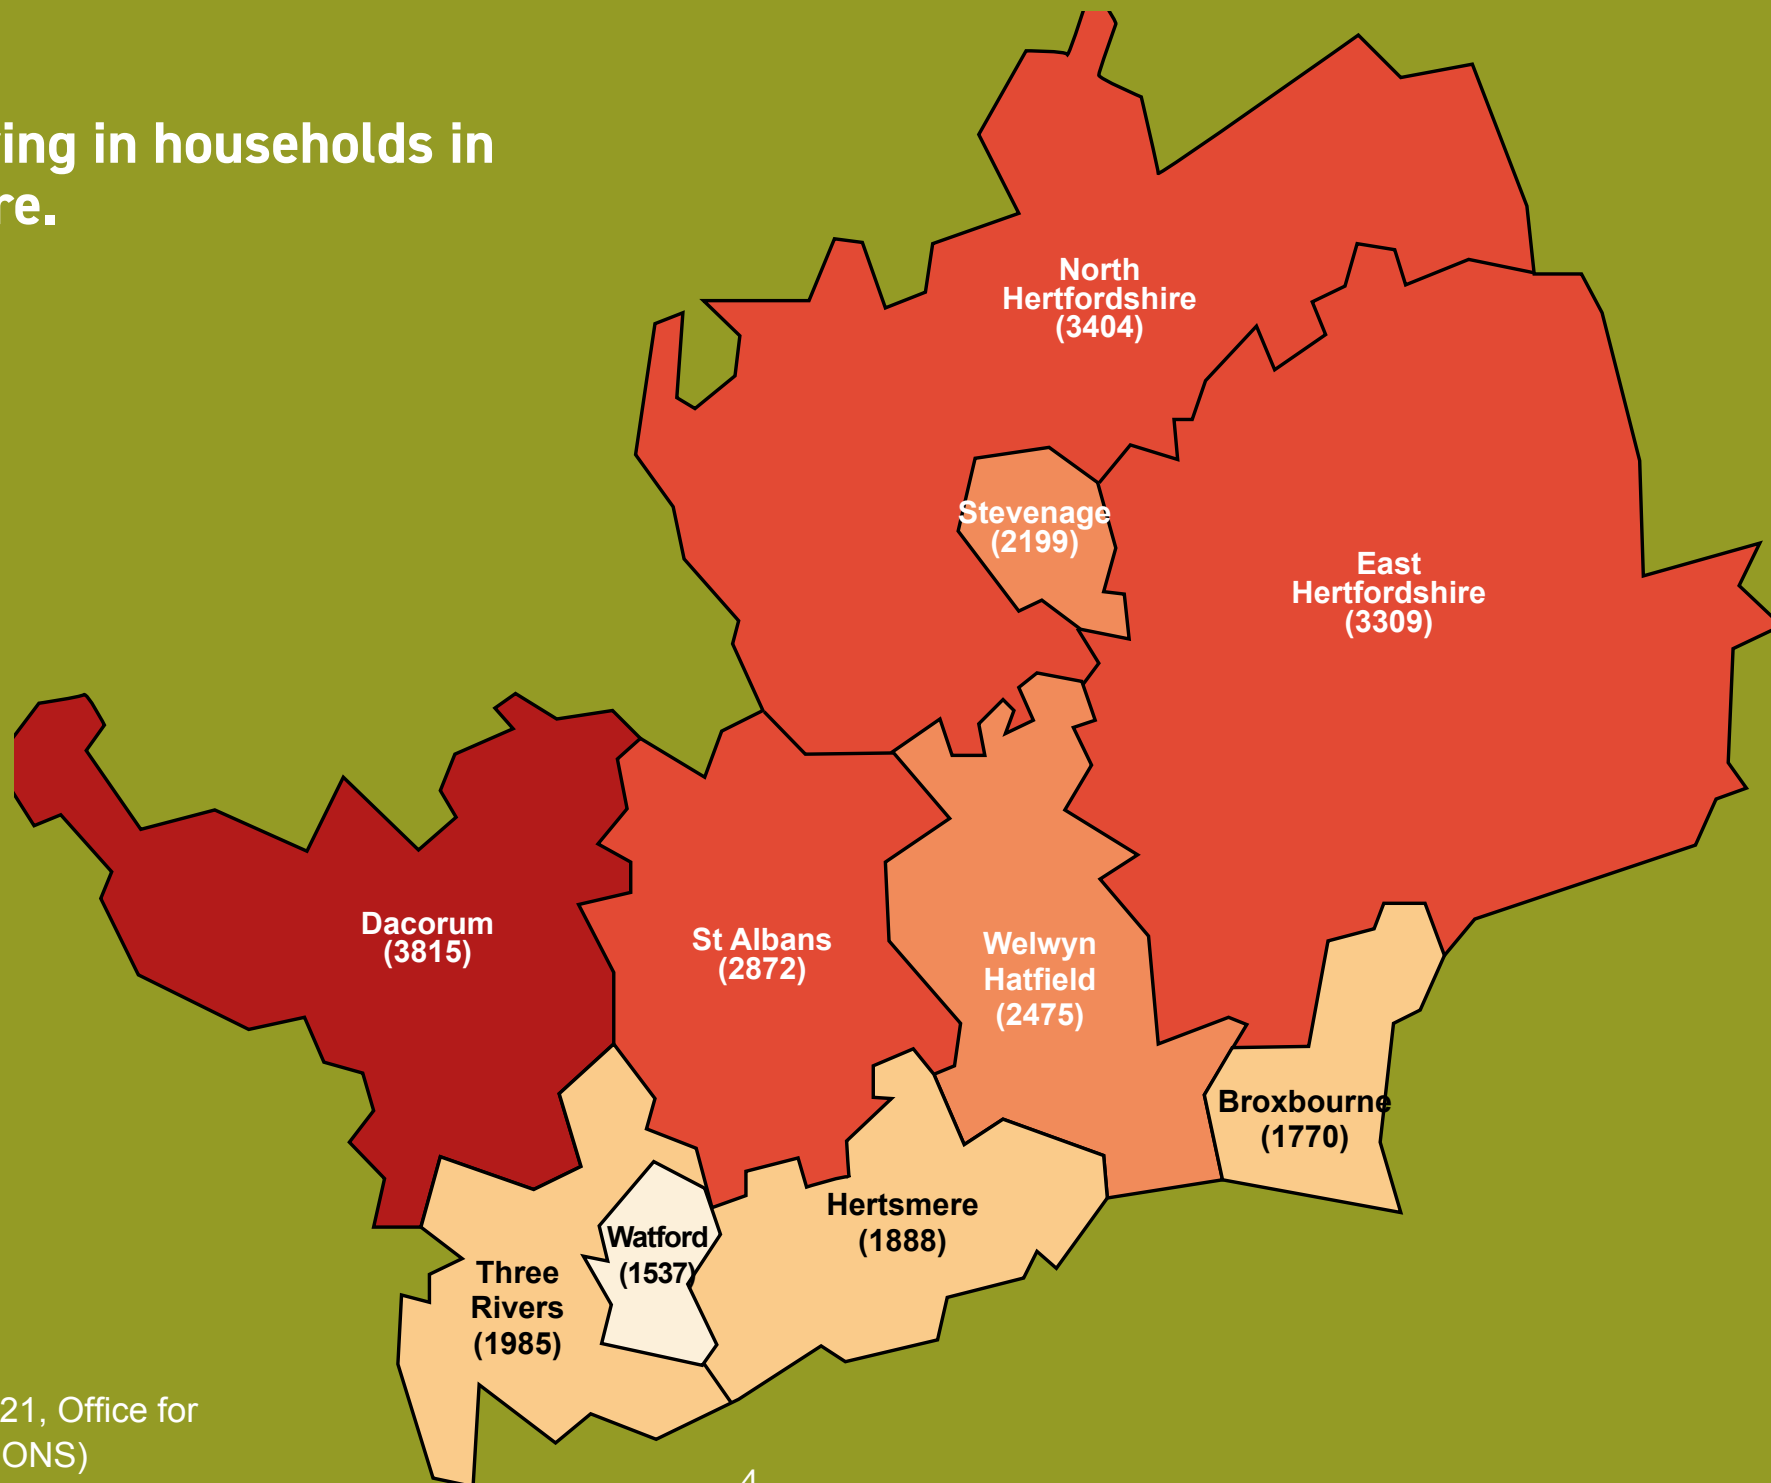 ing in households in
re.
North
Hertfordshire
(3404)
Stevenage
(2199)
East
Hertfordshire
(3309)
Dacorum
(3815)
St Albans
(2872)
Welwyn
Hatfield
(2475)
Broxbourne
(1770)
Hertsmere
(1888)
Watford
(1537)
Three
Rivers
(1985)
21, Office for
ONS)
4